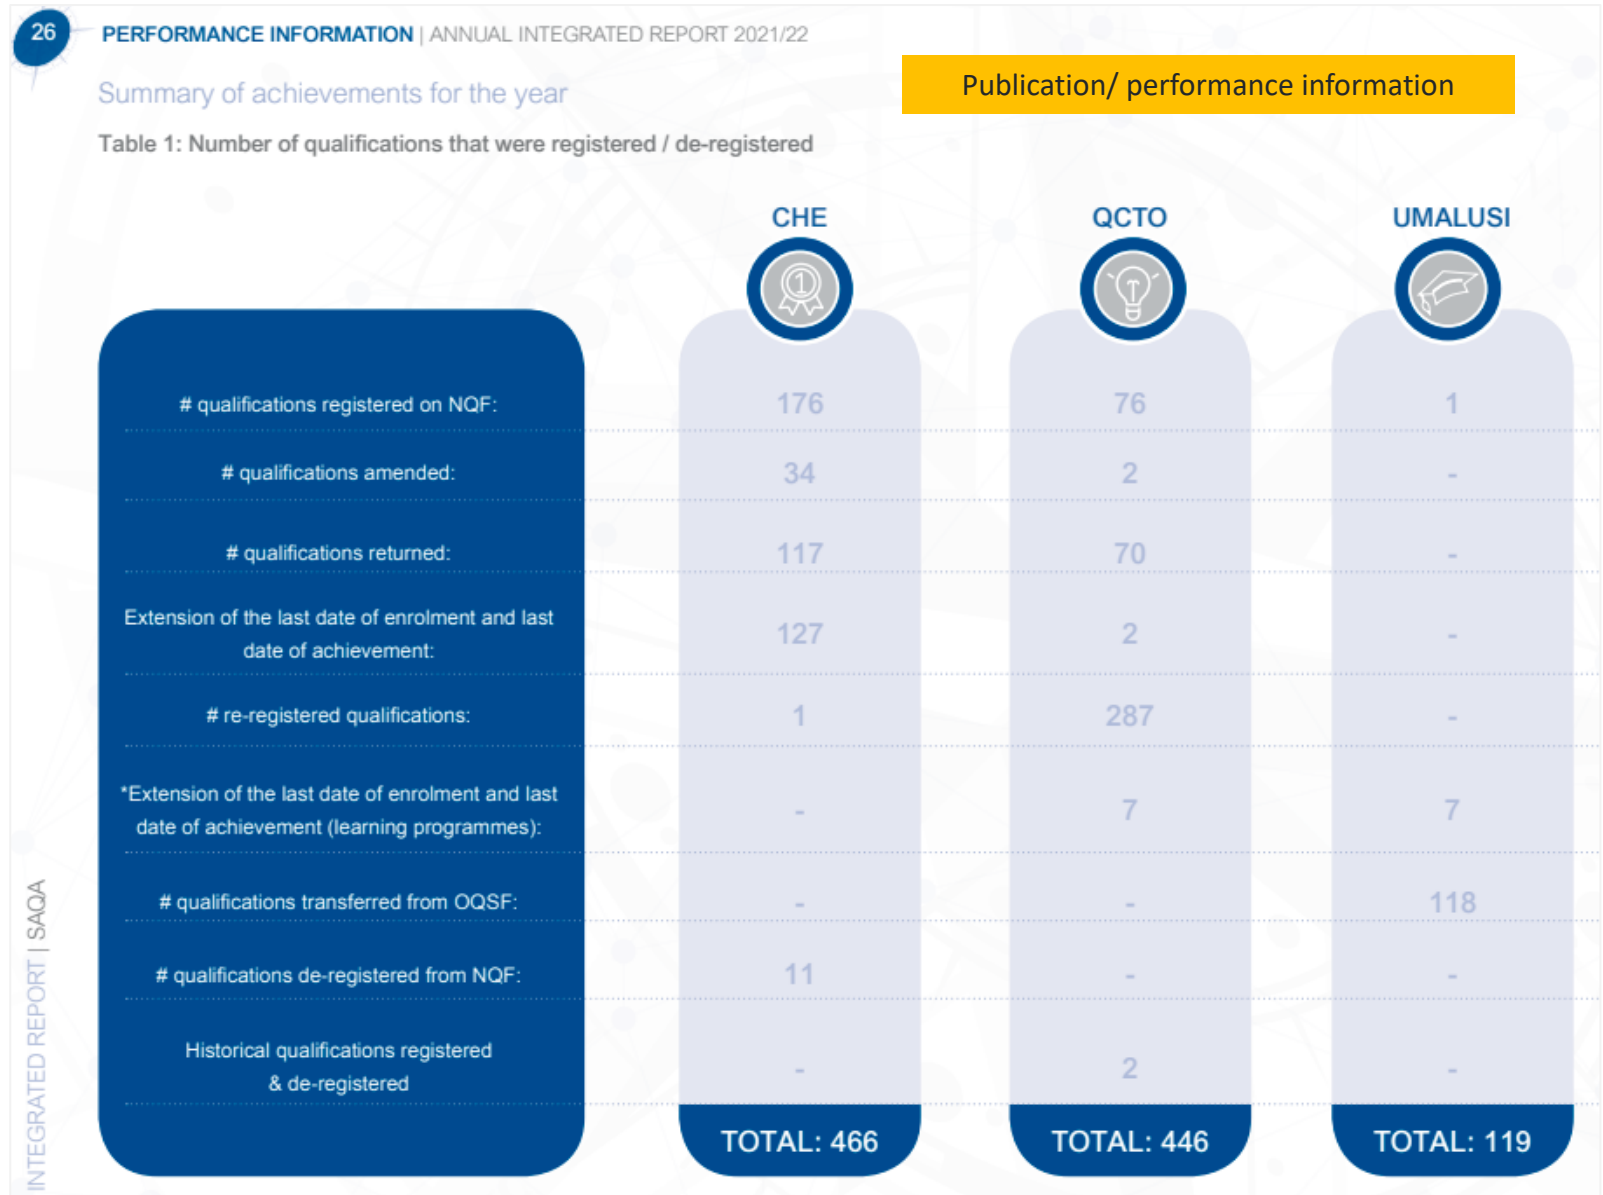 26
PERFORMANCE INFORMATION | ANNUAL INTEGRATED REPORT 2021/22
Publication/ performance information
Summary of achievements for the year
Table 1: Number of qualifications that were registered / de-registered
CHE QCTO UMALUSI
1
# qualifications registered on NQF: 176 76 1
# qualifications amended: 34 2 -
# qualifications returned: 117 70 -
Extension of the last date of enrolment and last
date of achievement: 127 2 -
# re-registered qualifications: 1 287 -
*Extension of the last date of enrolment and last
date of achievement (learning programmes): - 7 7
# qualifications transferred from OQSF: - - 118
# qualifications de-registered from NQF: 11 - -
Historical qualifications registered
& de-registered - 2 -
TOTAL: 466 TOTAL: 446 TOTAL: 119
INTEGRATED REPORT | SAQA